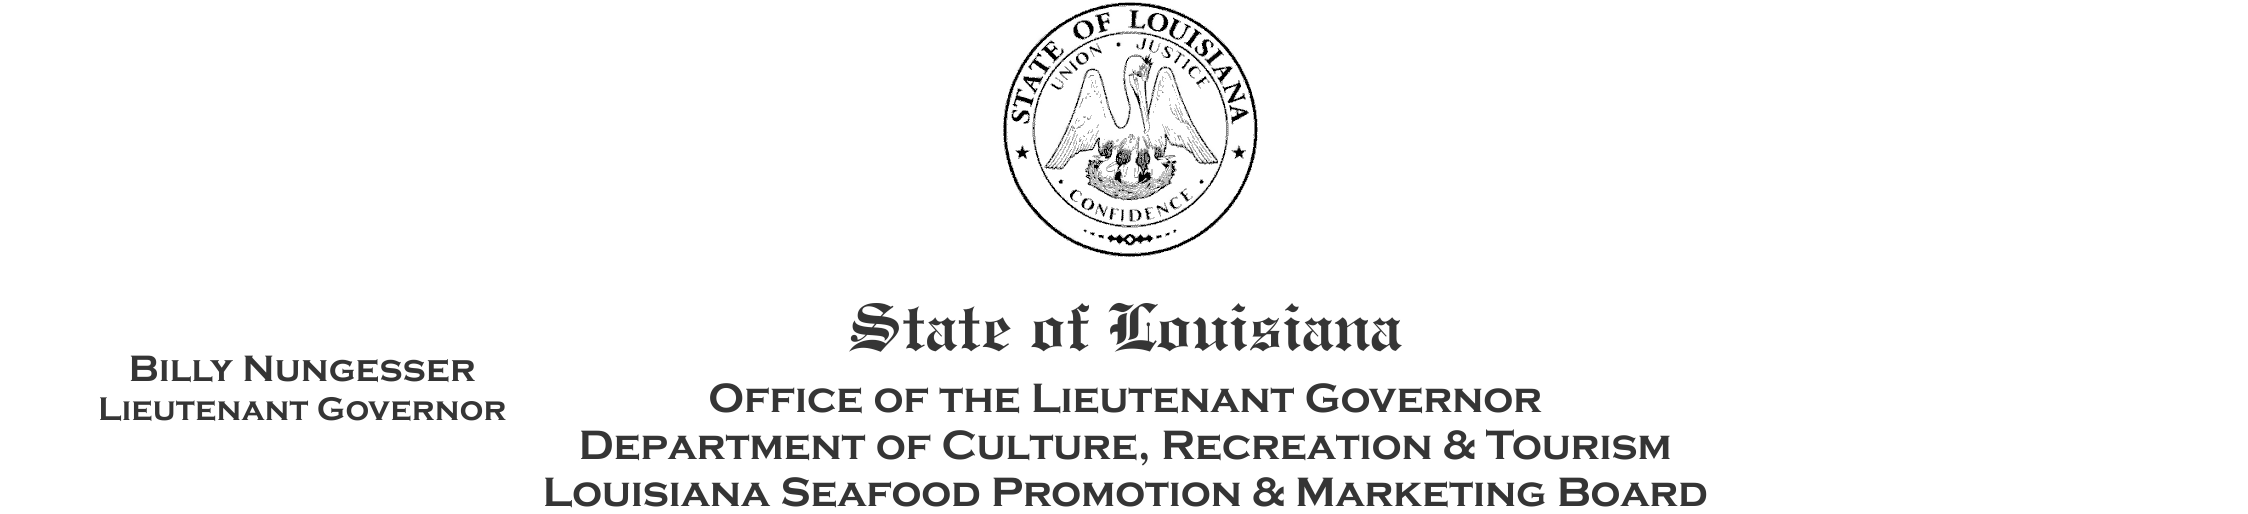 STATE OF LOUISIANA
UNION · JUSTICE
· CONFIDENCE ·
State of Louisiana
BILLY NUNGESSER
LIEUTENANT GOVERNOR
OFFICE OF THE LIEUTENANT GOVERNOR
DEPARTMENT OF CULTURE, RECREATION & TOURISM
LOUISIANA SEAFOOD PROMOTION & MARKETING BOARD